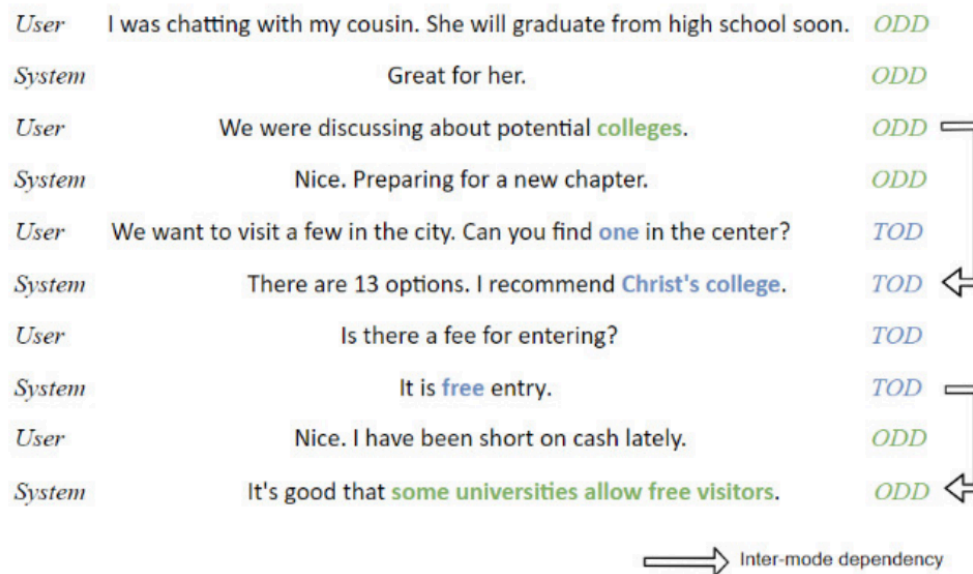 User I was chatting with my cousin. She will graduate from high school soon. ODD
System Great for her. ODD
User We were discussing about potential colleges. ODD
System Nice. Preparing for a new chapter. ODD
User We want to visit a few in the city. Can you find one in the center? TOD
System There are 13 options. I recommend Christ's college. TOD
User Is there a fee for entering? TOD
System It is free entry. TOD
User Nice. I have been short on cash lately. ODD
System It's good that some universities allow free visitors. ODD
Inter-mode dependency